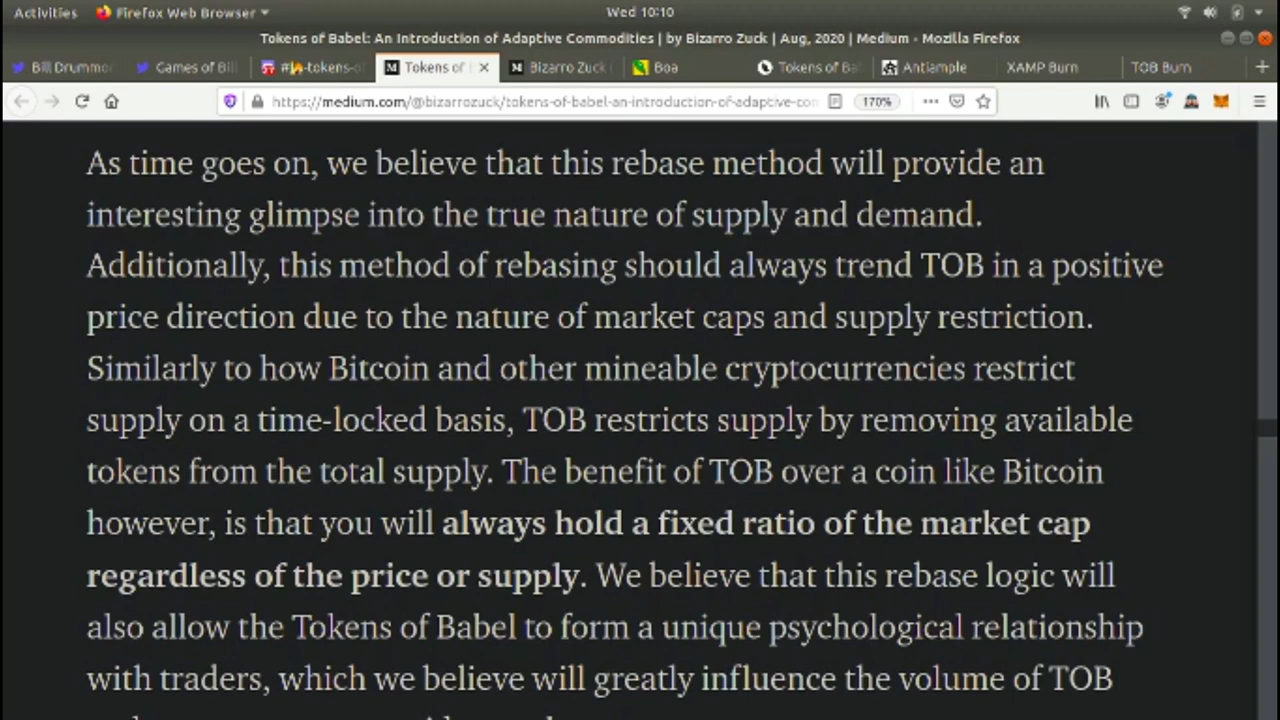 Activities Firefox Web Browser Wed 10:10
Tokens of Babel: An Introduction of Adaptive Commodities | by Bizarro Zuck | Aug, 2020 | Medium - Mozilla Firefox
Bill Drummo Games of Bi -tokens-o Tokens of Bizarro Zuck Boa Tokens of Ba Antiample XAMP Burn TOB Burn
https://medium.com/@bizarrozuck/tokens-of-babel-an-introduction-of-adaptive-con 170%
As time goes on, we believe that this rebase method will provide an
interesting glimpse into the true nature of supply and demand.
Additionally, this method of rebasing should always trend TOB in a positive
price direction due to the nature of market caps and supply restriction.
Similarly to how Bitcoin and other mineable cryptocurrencies restrict
supply on a time-locked basis, TOB restricts supply by removing available
tokens from the total supply. The benefit of TOB over a coin like Bitcoin
however, is that you will always hold a fixed ratio of the market cap
regardless of the price or supply. We believe that this rebase logic will
also allow the Tokens of Babel to form a unique psychological relationship
with traders, which we believe will greatly influence the volume of TOB